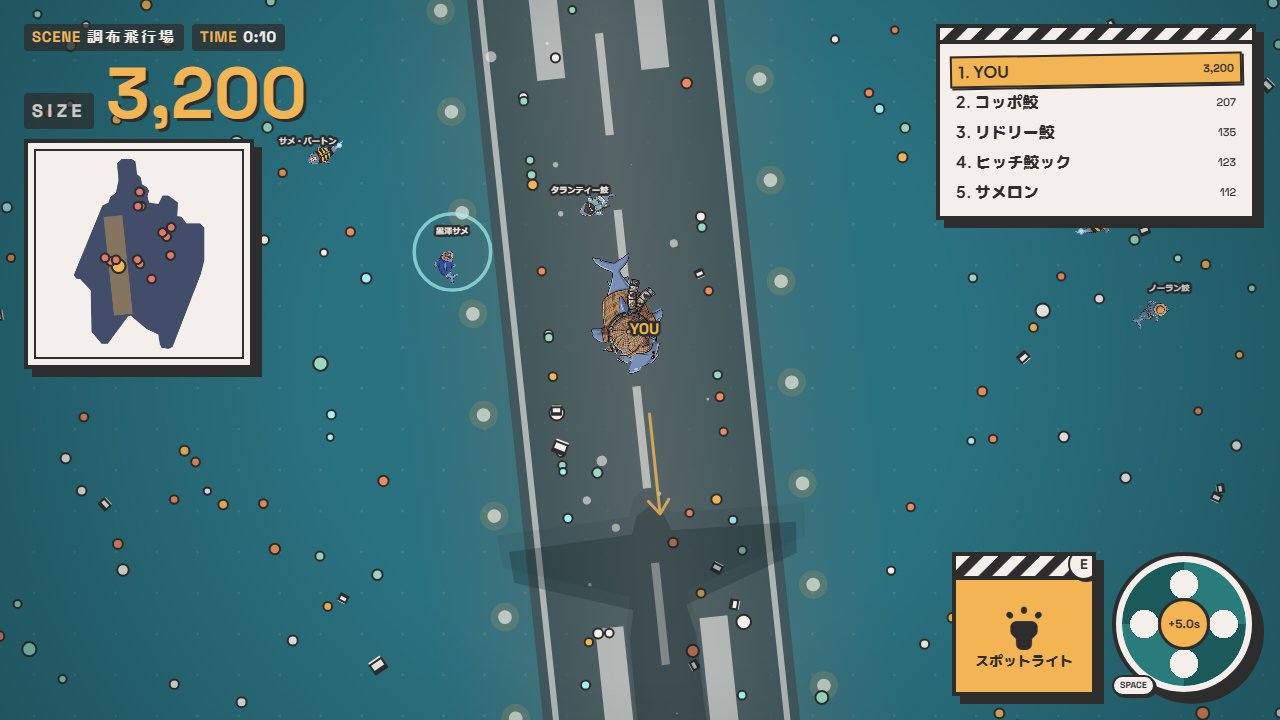 SCENE 調布飛行場 TIME 0:10
SIZE 3,200
サメ・バートン
タランティー鮫
黒澤サメ
YOU
ノーラン鮫
1. YOU 3,200
2. コッポ鮫 207
3. リドリー鮫 135
4. ヒッチ鮫ック 123
5. サメロン 112
E
スポットライト
+5.0s
SPACE